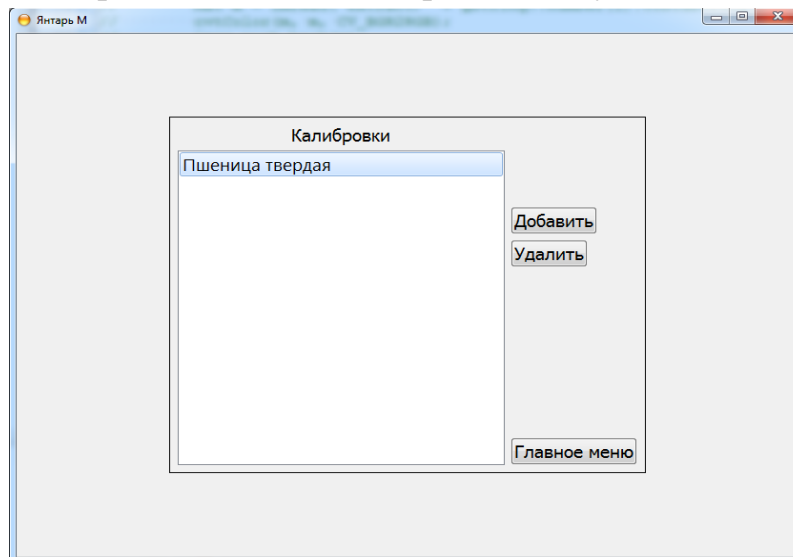 Янтарь М
Калибровки
Пшеница твердая
Добавить
Удалить
Главное меню